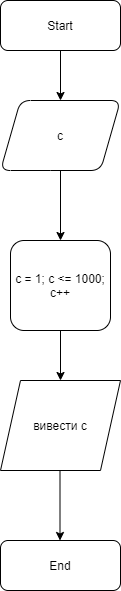 Start
c
c = 1; c <= 1000;
c++
вивести c
End